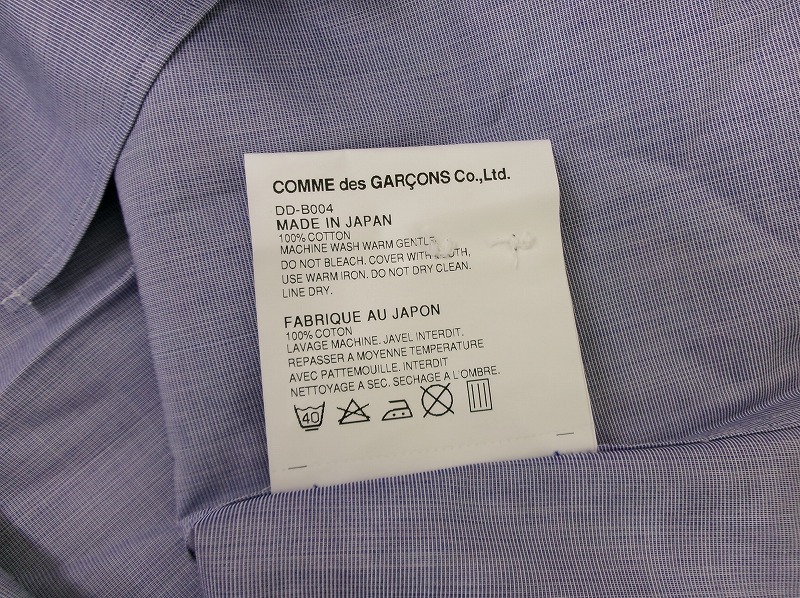 COMME des GARÇONS Co.,Ltd.
DD-B004
MADE IN JAPAN
100% COTTON
MACHINE WASH WARM GENTLE
DO NOT BLEACH. COVER WITH
USE WARM IRON. DO NOT DRY CLEAN.
LINE DRY.
FABRIQUE AU JAPON
100% COTON
LAVAGE MACHINE. JAVEL INTERDIT.
REPASSER A MOYENNE TEMPERATURE
AVEC PATTEMOUILLE. INTERDIT
NETTOYAGE A SEC. SECHAGE A L'OMBRE.
40